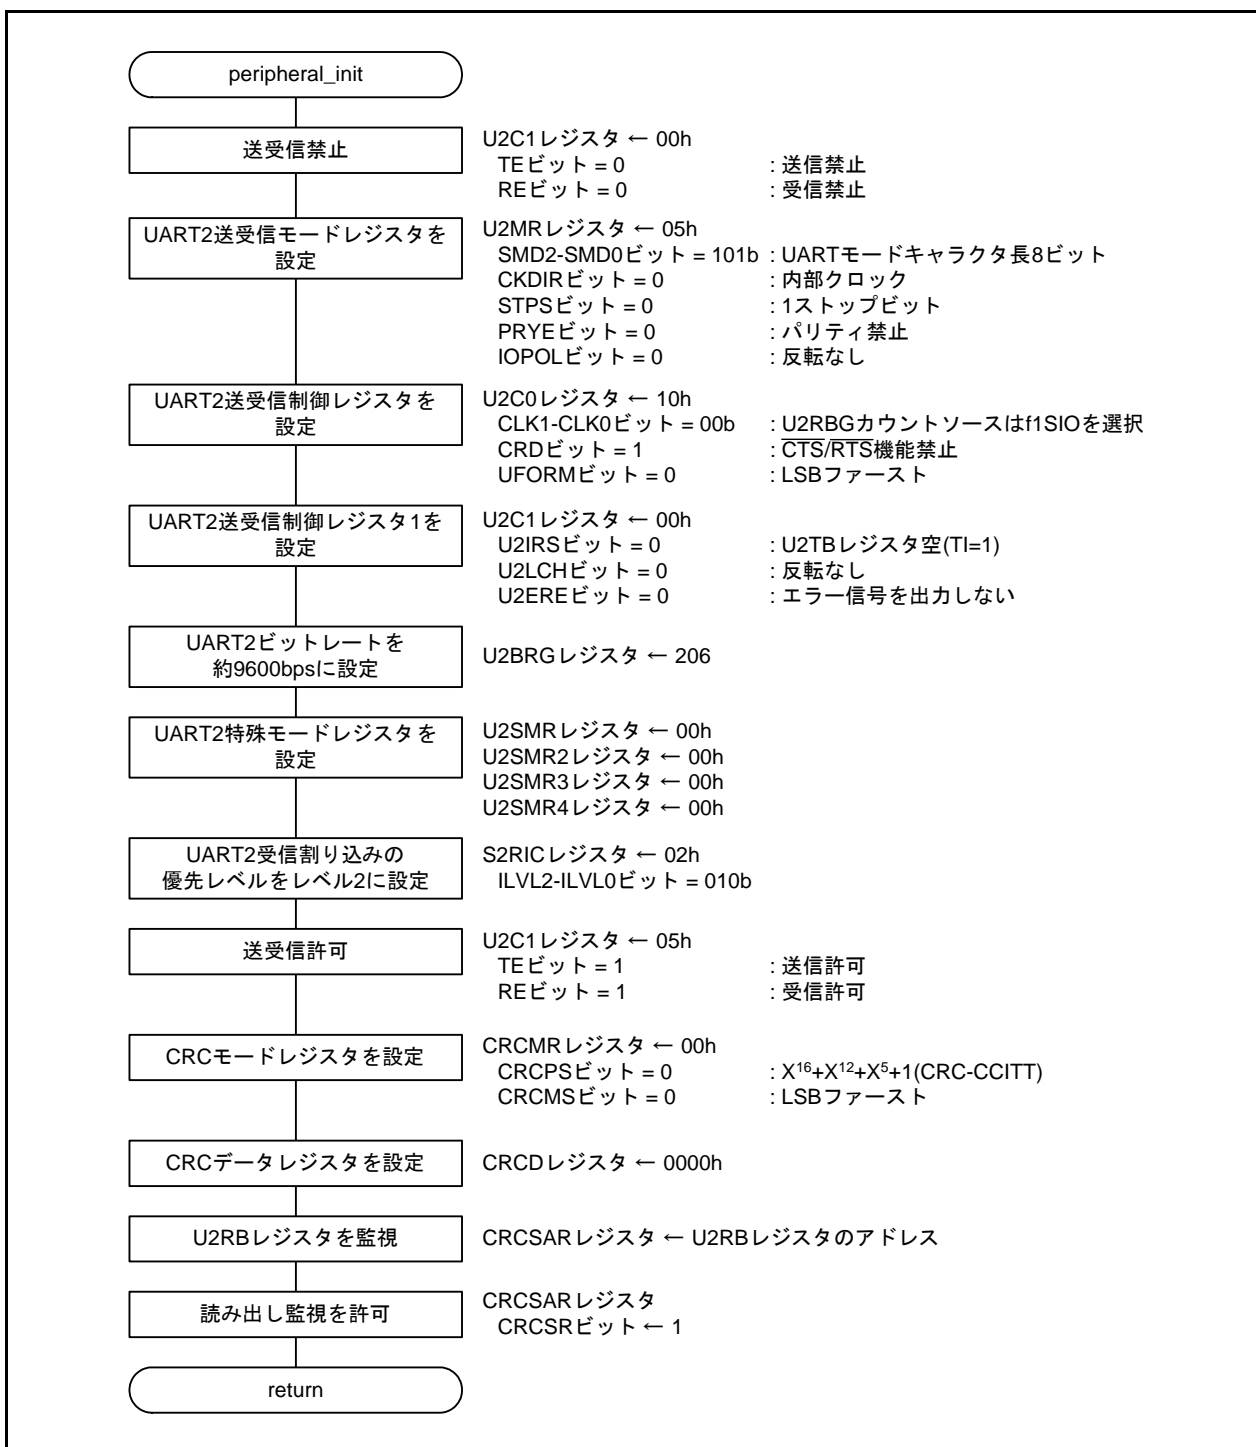 peripheral_init
送受信禁止
U2C1レジスタ ← 00h
TEビット = 0 : 送信禁止
REビット = 0 : 受信禁止
UART2送受信モードレジスタを
設定
U2MRレジスタ ← 05h
SMD2-SMD0ビット = 101b : UARTモードキャラクタ長8ビット
CKDIRビット = 0 : 内部クロック
STPSビット = 0 : 1ストップビット
PRYEビット = 0 : パリティ禁止
IOPOLビット = 0 : 反転なし
UART2送受信制御レジスタを
設定
U2C0レジスタ ← 10h
CLK1-CLK0ビット = 00b : U2RBGカウントソースはf1SIOを選択
CRDビット = 1 : CTS/RTS機能禁止
UFORMビット = 0 : LSBファースト
UART2送受信制御レジスタ1を
設定
U2C1レジスタ ← 00h
U2IRSビット = 0 : U2TBレジスタ空(TI=1)
U2LCHビット = 0 : 反転なし
U2EREビット = 0 : エラー信号を出力しない
UART2ビットレートを
約9600bpsに設定
U2BRGレジスタ ← 206
UART2特殊モードレジスタを
設定
U2SMRレジスタ ← 00h
U2SMR2レジスタ ← 00h
U2SMR3レジスタ ← 00h
U2SMR4レジスタ ← 00h
UART2受信割り込みの
優先レベルをレベル2に設定
S2RICレジスタ ← 02h
ILVL2-ILVL0ビット = 010b
送受信許可
U2C1レジスタ ← 05h
TEビット = 1 : 送信許可
REビット = 1 : 受信許可
CRCモードレジスタを設定
CRCMRレジスタ ← 00h
CRCPSビット = 0 : X¹⁶+X¹²+X⁵+1(CRC-CCITT)
CRCMSビット = 0 : LSBファースト
CRCデータレジスタを設定
CRCDレジスタ ← 0000h
U2RBレジスタを監視
CRCSARレジスタ ← U2RBレジスタのアドレス
読み出し監視を許可
CRCSARレジスタ
CRCSRビット ← 1
return